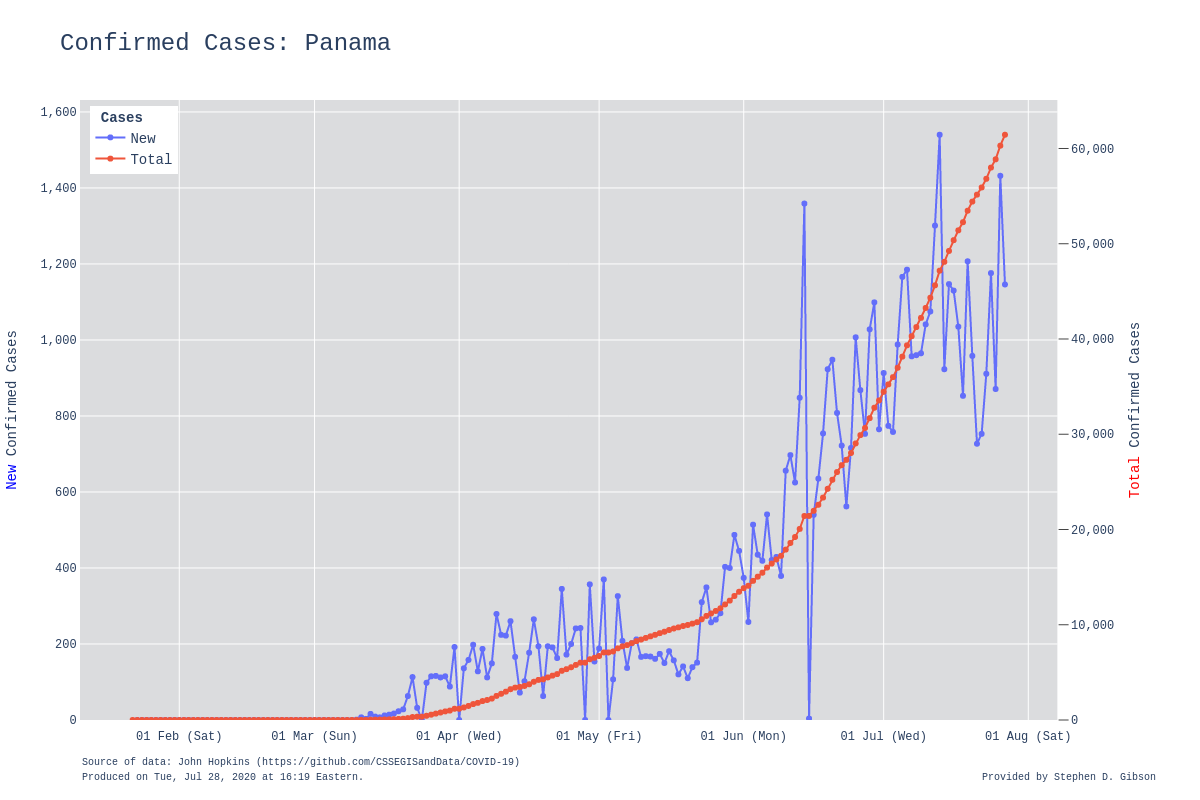 Confirmed Cases: Panama
Cases
New
Total
1,600
1,400
1,200
1,000
800
600
400
200
0
New Confirmed Cases
60,000
50,000
40,000
30,000
20,000
10,000
0
Total Confirmed Cases
01 Feb (Sat)
01 Mar (Sun)
01 Apr (Wed)
01 May (Fri)
01 Jun (Mon)
01 Jul (Wed)
01 Aug (Sat)
Source of data: John Hopkins (https://github.com/CSSEGISandData/COVID-19)
Produced on Tue, Jul 28, 2020 at 16:19 Eastern.
Provided by Stephen D. Gibson